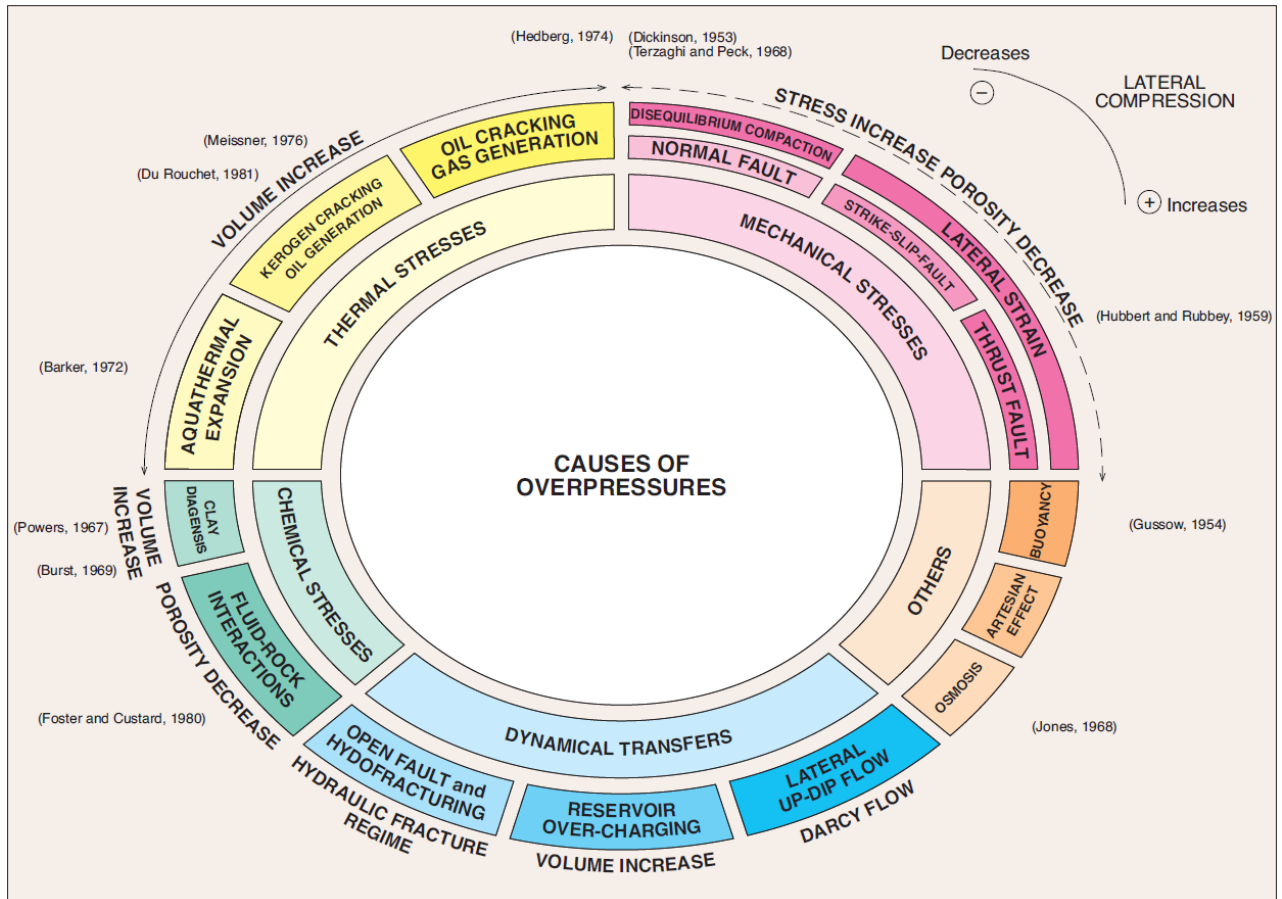 (Hedberg, 1974)
(Dickinson, 1953)
(Terzaghi and Peck, 1968)
Decreases
−
LATERAL
COMPRESSION
+ Increases
STRESS INCREASE POROSITY DECREASE
DISEQUILIBRIUM COMPACTION
NORMAL FAULT
STRIKE-SLIP-FAULT
LATERAL STRAIN
THRUST FAULT
MECHANICAL STRESSES
(Hubbert and Rubbey, 1959)
(Meissner, 1976)
(Du Rouchet, 1981)
VOLUME INCREASE
OIL CRACKING
GAS GENERATION
KEROGEN CRACKING
OIL GENERATION
THERMAL STRESSES
(Barker, 1972)
AQUATHERMAL
EXPANSION
CAUSES OF
OVERPRESSURES
VOLUME
INCREASE
CLAY
DIAGENSIS
CHEMICAL STRESSES
(Powers, 1967)
(Burst, 1969)
POROSITY DECREASE
FLUID-ROCK
INTERACTIONS
(Foster and Custard, 1980)
OTHERS
BUOYANCY
(Gussow, 1954)
ARTESIAN
EFFECT
OSMOSIS
(Jones, 1968)
DYNAMICAL TRANSFERS
OPEN FAULT and
HYDOFRACTURING
HYDRAULIC FRACTURE
REGIME
RESERVOIR
OVER-CHARGING
VOLUME INCREASE
LATERAL
UP-DIP FLOW
DARCY FLOW